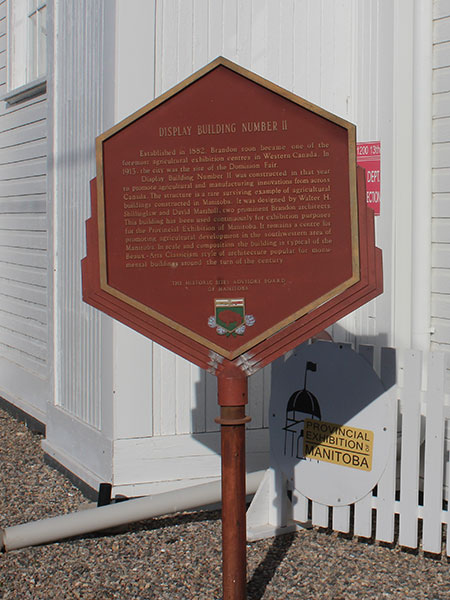 DISPLAY BUILDING NUMBER II
Established in 1882, Brandon soon became one of the
foremost agricultural exhibition centres in Western Canada. In
1913, the city was the site of the Dominion Fair.
Display Building Number II was constructed in that year
to promote agricultural and manufacturing innovations from across
Canada. The structure is a rare surviving example of agricultural
buildings constructed in Manitoba. It was designed by Walter H.
Shillinglaw and David Marshall, two prominent Brandon architects.
This building has been used continuously for exhibition purposes
for the Provincial Exhibition of Manitoba. It remains a centre for
promoting agricultural development in the southwestern area of
Manitoba. In style and composition the building is typical of the
Beaux-Arts Classicism style of architecture popular for monu-
mental buildings around the turn of the century.
THE HISTORIC SITES ADVISORY BOARD
OF MANITOBA
1200 13th
DEPT
ECTION
PROVINCIAL
EXHIBITION OF
MANITOBA